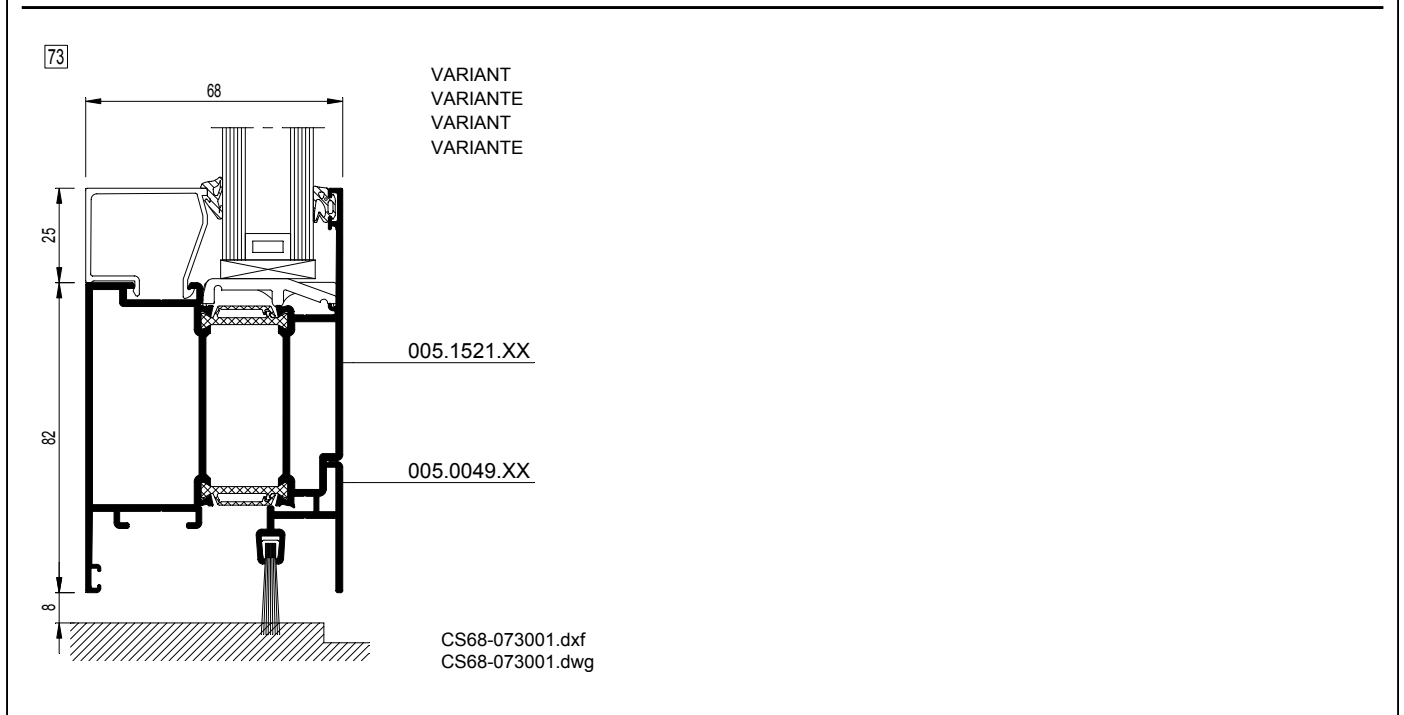 73
68
VARIANT
VARIANTE
VARIANT
VARIANTE
25
005.1521.XX
82
005.0049.XX
8
CS68-073001.dxf
CS68-073001.dwg